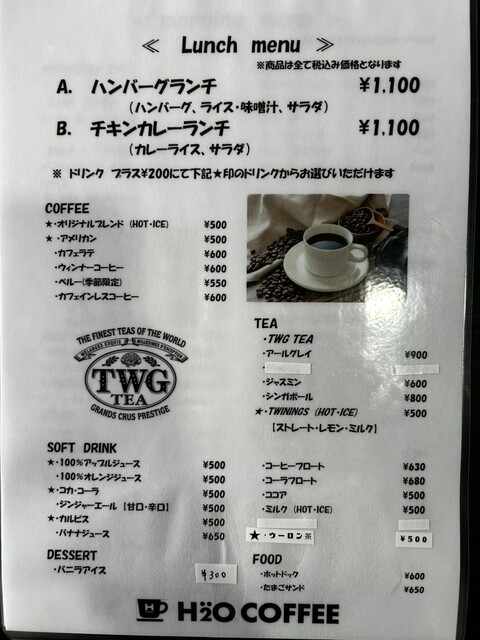 ≪ Lunch menu ≫
※商品は全て税込み価格となります
A. ハンバーグランチ ¥1,100
(ハンバーグ、ライス・味噌汁、サラダ)
B. チキンカレーランチ ¥1,100
(カレーライス、サラダ)
※ ドリンク プラス¥200にて下記★印のドリンクからお選びいただけます
COFFEE
★・オリジナルブレンド (HOT・ICE) ¥500
★・アメリカン ¥500
・カフェラテ ¥600
・ウィンナーコーヒー ¥600
・ペルー(季節限定) ¥550
・カフェインレスコーヒー ¥600
THE FINEST TEAS OF THE WORLD
TWG
TEA
GRANDS CRUS PRESTIGE
TEA
・TWG TEA
・アールグレイ ¥900
・ジャスミン ¥600
・シンガポール ¥800
★・TWININGS (HOT・ICE) ¥500
【ストレート・レモン・ミルク】
SOFT DRINK
★・100%アップルジュース ¥500
・100%オレンジジュース ¥500
★・コカ・コーラ ¥500
・ジンジャーエール【甘口・辛口】 ¥500
★・カルピス ¥500
・バナナジュース ¥650
・コーヒーフロート ¥630
・コーラフロート ¥680
・ココア ¥500
・ミルク (HOT・ICE) ¥500
★・ウーロン茶 ¥500
DESSERT
・バニラアイス ¥300
FOOD
・ホットドック ¥600
・たまごサンド ¥650
H H2O COFFEE